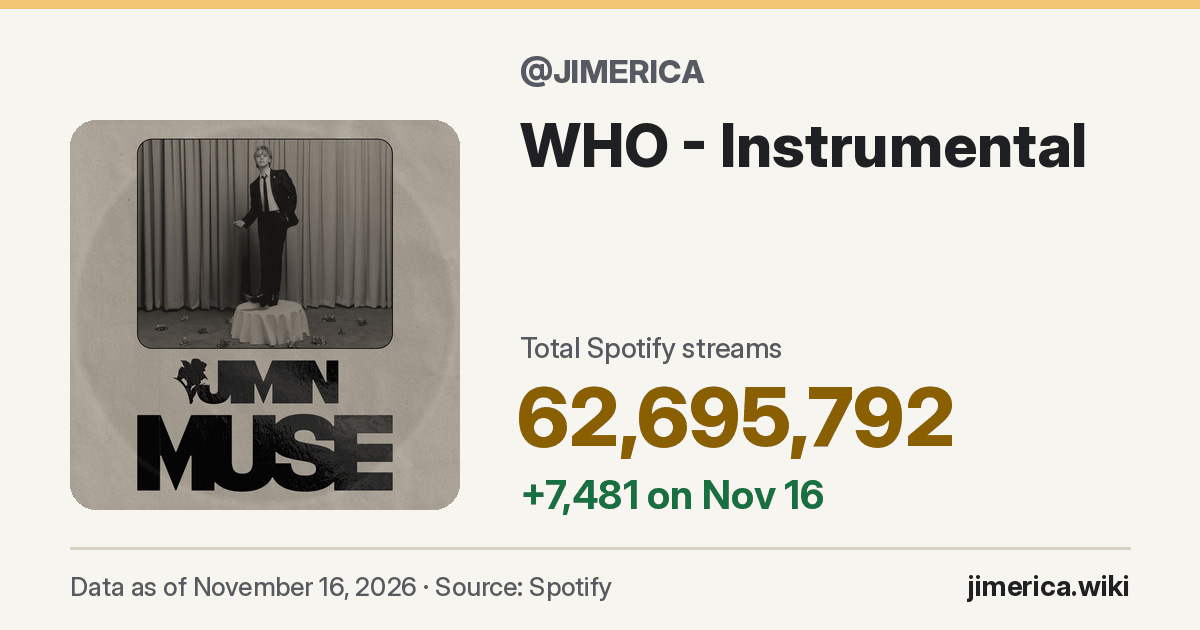 @JIMERICA
WHO - Instrumental
JMN
MUSE
Total Spotify streams
62,695,792
+7,481 on Nov 16
Data as of November 16, 2026 · Source: Spotify
jimerica.wiki